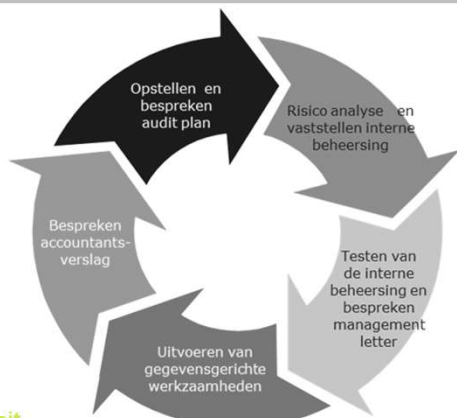 Opstellen en
bespreken
audit plan
Risico analyse en
vaststellen interne
beheersing
Testen van
de interne
beheersing en
bespreken
management
letter
Uitvoeren van
gegevensgerichte
werkzaamheden
Bespreken
accountants-
verslag